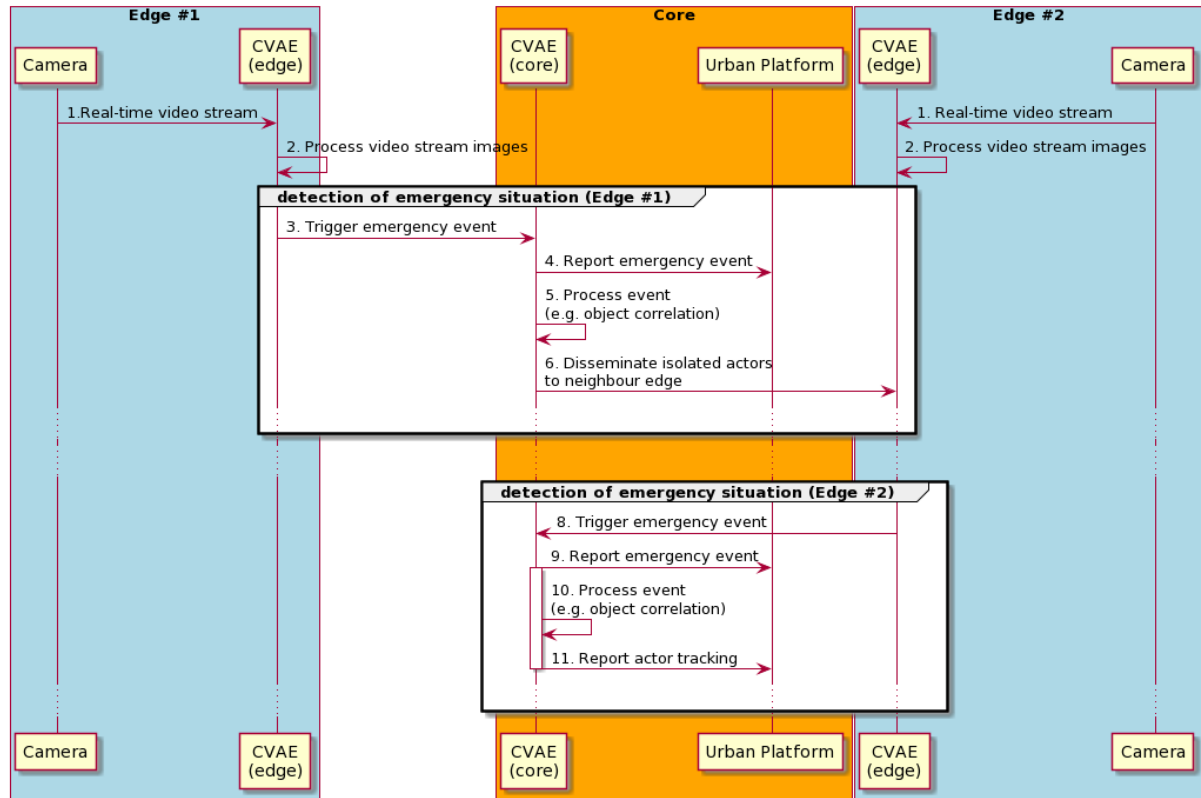 Edge #1
Core
Edge #2
Camera
CVAE
(edge)
CVAE
(core)
Urban Platform
CVAE
(edge)
Camera
1.Real-time video stream
1. Real-time video stream
2. Process video stream images
2. Process video stream images
detection of emergency situation (Edge #1)
3. Trigger emergency event
4. Report emergency event
5. Process event
(e.g. object correlation)
6. Disseminate isolated actors
to neighbour edge
detection of emergency situation (Edge #2)
8. Trigger emergency event
9. Report emergency event
10. Process event
(e.g. object correlation)
11. Report actor tracking
Camera
CVAE
(edge)
CVAE
(core)
Urban Platform
CVAE
(edge)
Camera